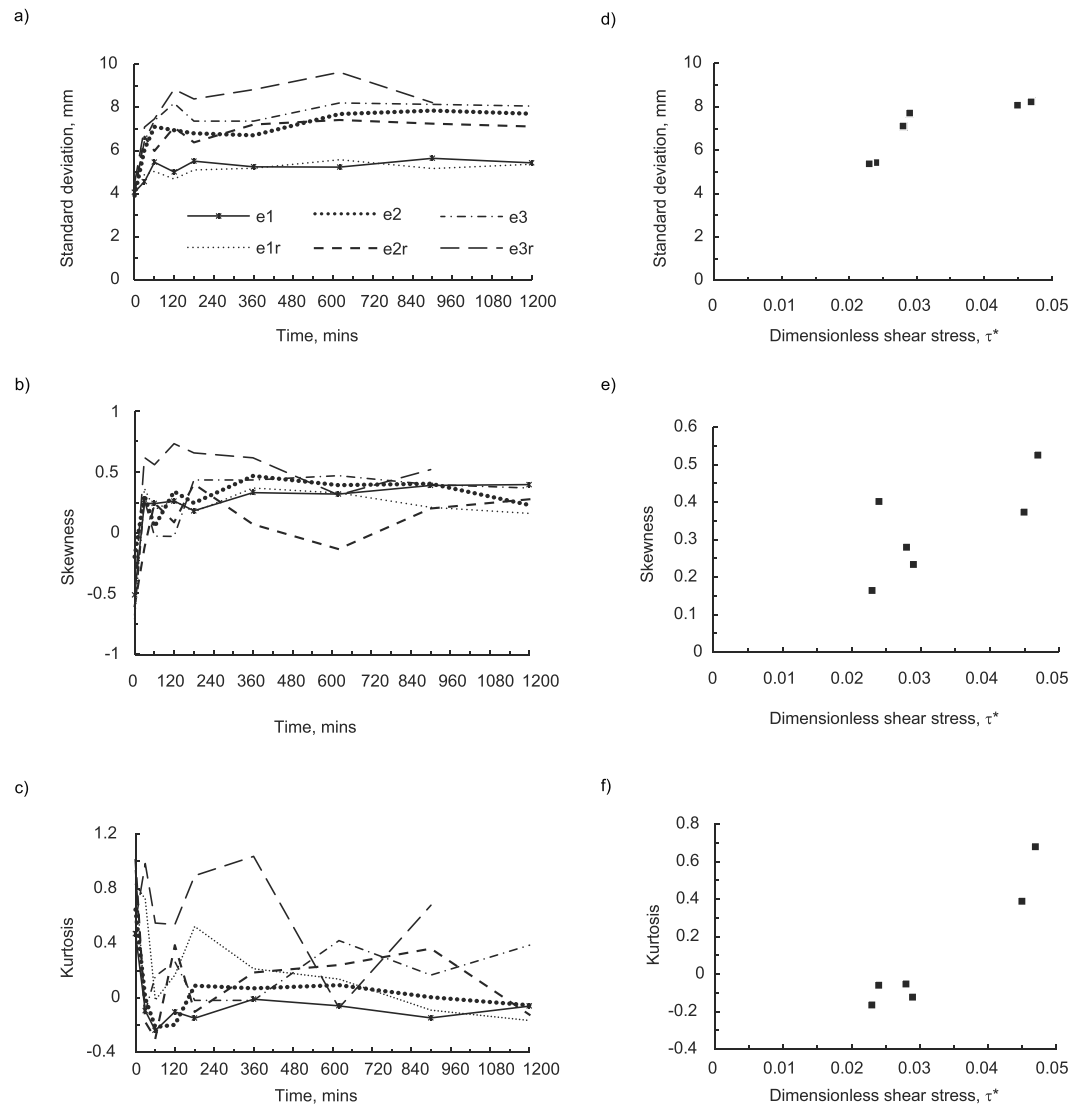 a)
10
8
6
4
2
0
Standard deviation, mm
e1
e2
e3
e1r
e2r
e3r
0 120 240 360 480 600 720 840 960 1080 1200
Time, mins
d)
10
8
6
4
2
0
Standard deviation, mm
0 0.01 0.02 0.03 0.04 0.05
Dimensionless shear stress, τ*
b)
1
0.5
0
-0.5
-1
Skewness
0 120 240 360 480 600 720 840 960 1080 1200
Time, mins
e)
0.6
0.5
0.4
0.3
0.2
0.1
0
Skewness
0 0.01 0.02 0.03 0.04 0.05
Dimensionless shear stress, τ*
c)
1.2
0.8
0.4
0
-0.4
Kurtosis
0 120 240 360 480 600 720 840 960 1080 1200
Time, mins
f)
0.8
0.6
0.4
0.2
0
-0.2
-0.4
Kurtosis
0 0.01 0.02 0.03 0.04 0.05
Dimensionless shear stress, τ*